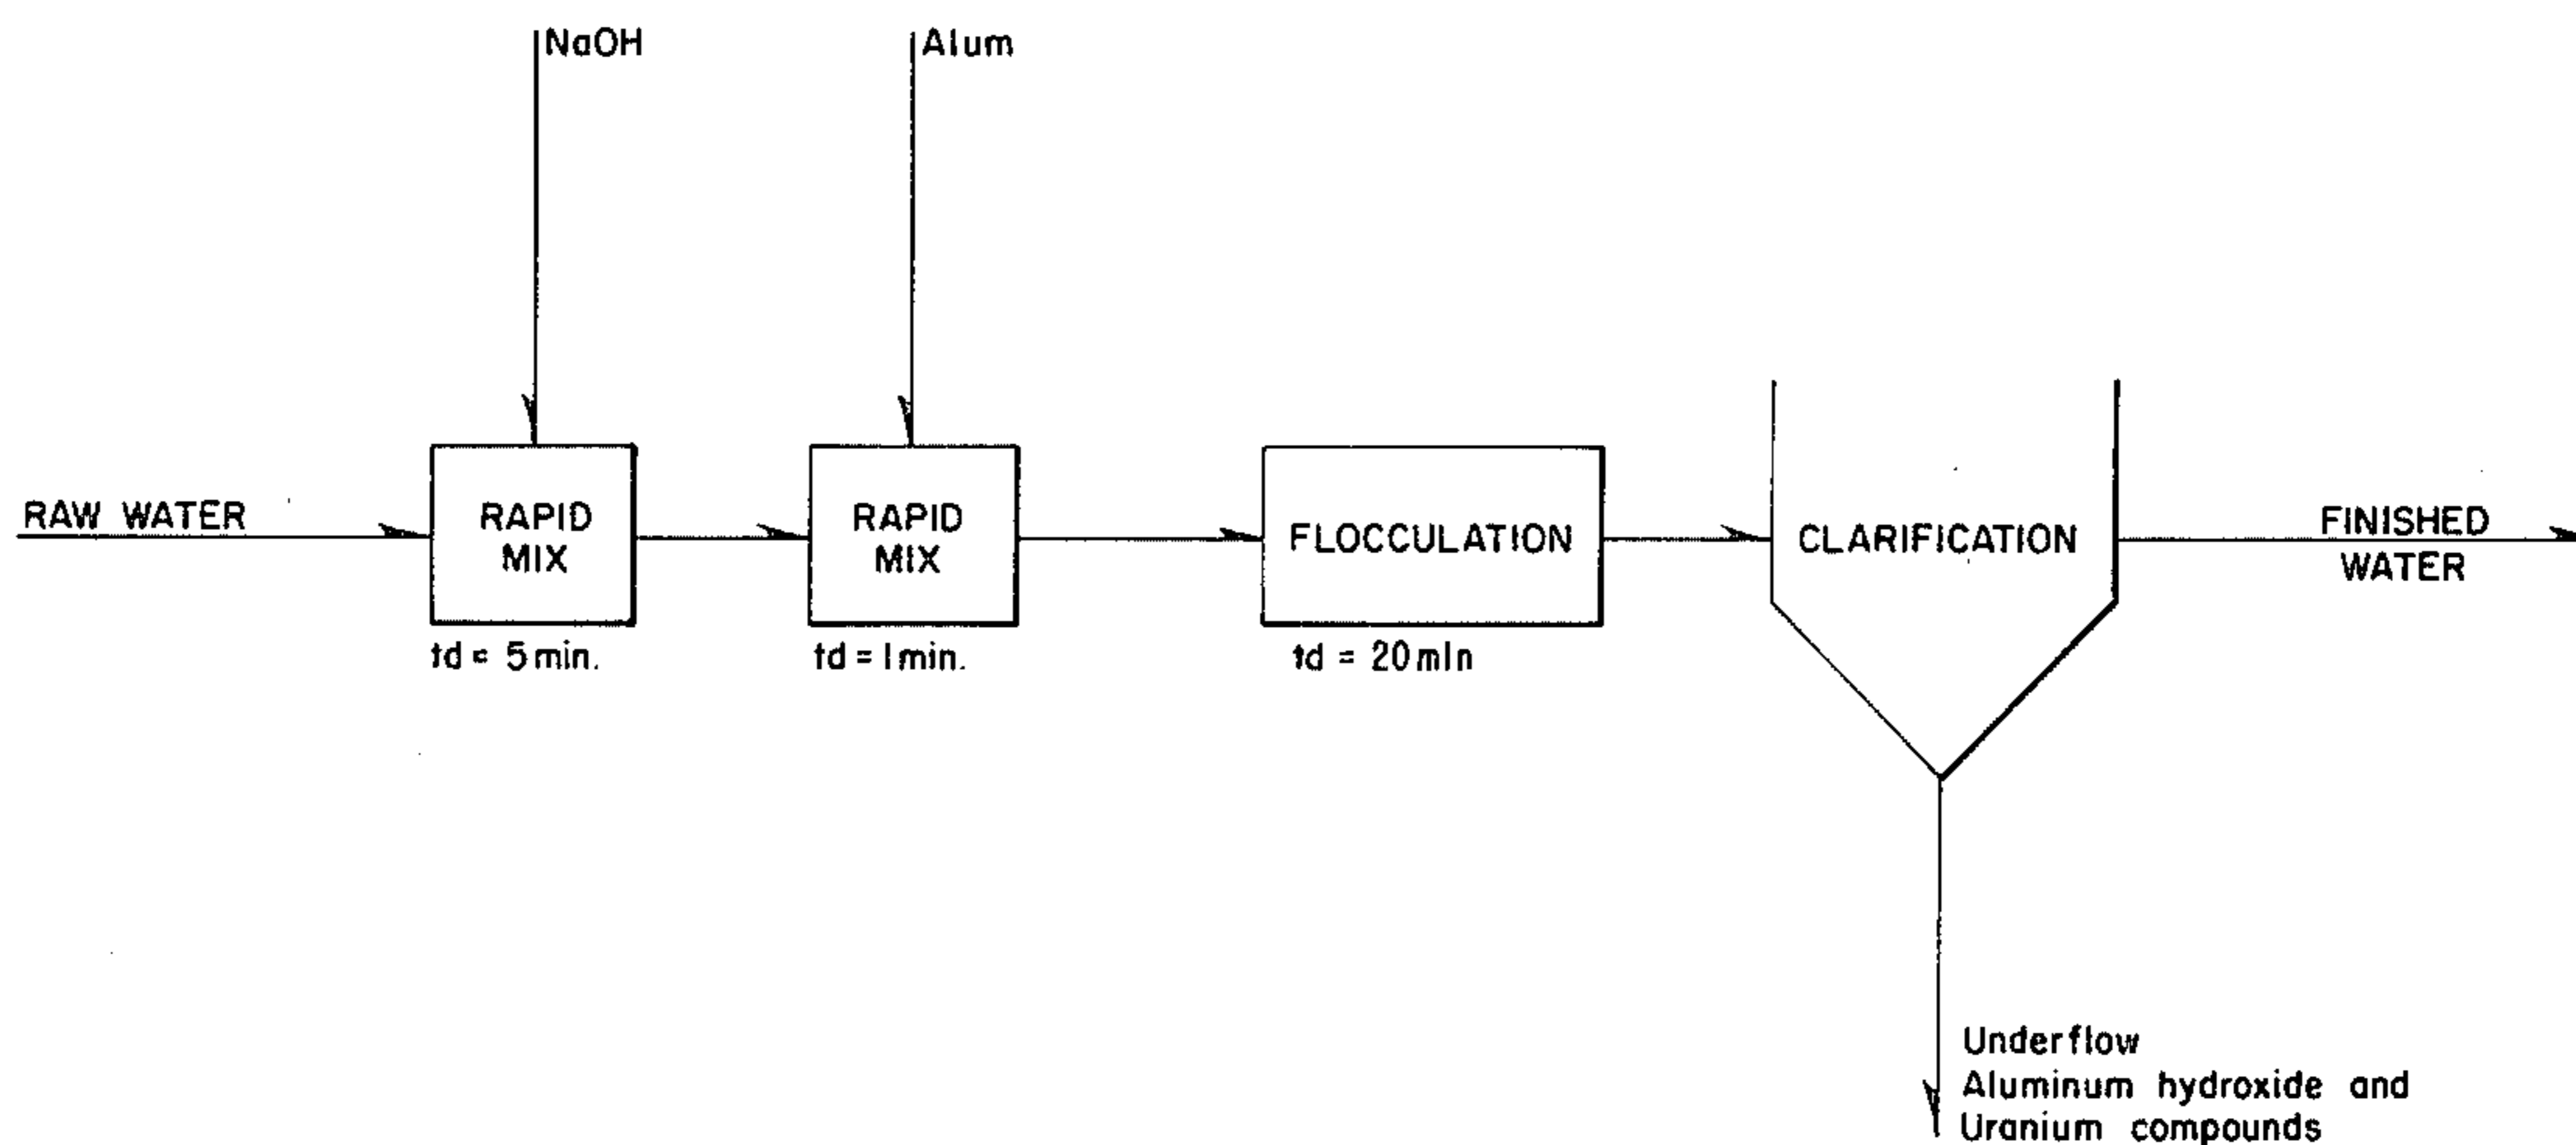 NaOH
Alum
RAW WATER
RAPID
MIX
RAPID
MIX
FLOCCULATION
CLARIFICATION
FINISHED
WATER
td = 5 min.
td = 1 min.
td = 20 min
Underflow
Aluminum hydroxide and
Uranium compounds